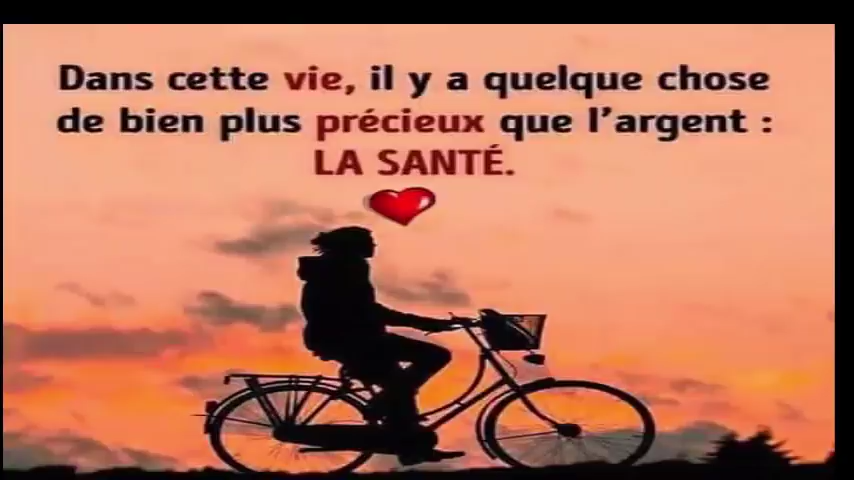 Dans cette vie, il y a quelque chose
de bien plus précieux que l'argent :
LA SANTÉ.